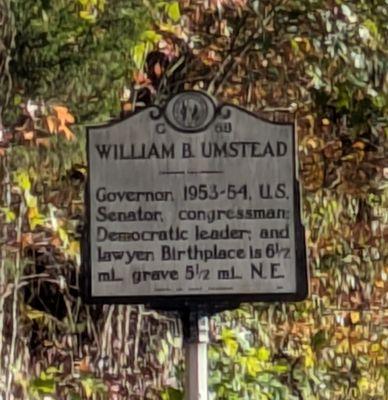 G 68
WILLIAM B. UMSTEAD
Governor, 1953-54, U.S.
Senator, congressman;
Democratic leader; and
lawyer. Birthplace is 6½
mi., grave 5½ mi. N.E.